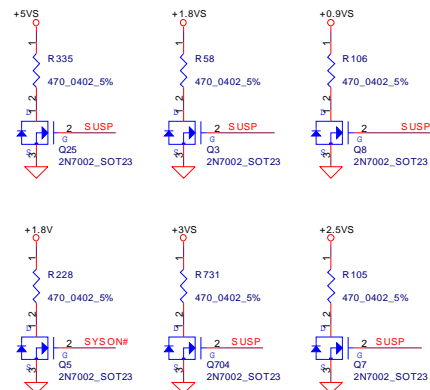 +5VS
1
R335
470_0402_5%
2
1
D
2
SUSP
G
S
3
Q25
2N7002_SOT23
+1.8VS
1
R58
470_0402_5%
2
1
D
2
SUSP
G
S
3
Q3
2N7002_SOT23
+0.9VS
1
R106
470_0402_5%
2
1
D
2
SUSP
G
S
3
Q8
2N7002_SOT23
+1.8V
1
R228
470_0402_5%
2
1
D
2
SYSON#
G
S
3
Q5
2N7002_SOT23
+3VS
1
R731
470_0402_5%
2
1
D
2
SUSP
G
S
3
Q704
2N7002_SOT23
+2.5VS
1
R105
470_0402_5%
2
1
D
2
SUSP
G
S
3
Q7
2N7002_SOT23